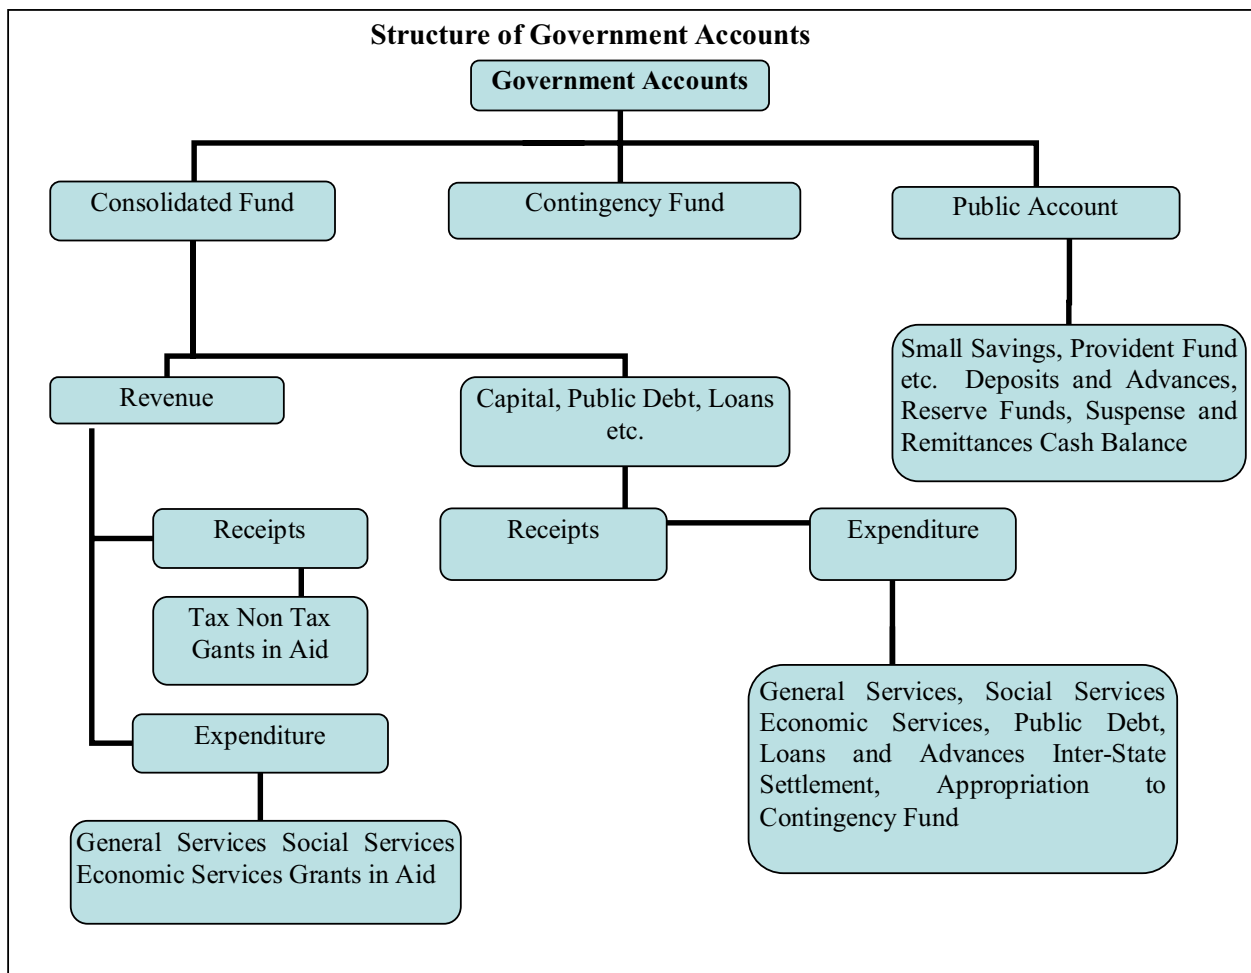 Structure of Government Accounts
Government Accounts
Consolidated Fund
Contingency Fund
Public Account
Small Savings, Provident Fund
etc. Deposits and Advances,
Reserve Funds, Suspense and
Remittances Cash Balance
Revenue
Capital, Public Debt, Loans
etc.
Receipts
Tax Non Tax
Gants in Aid
Expenditure
General Services Social Services
Economic Services Grants in Aid
Receipts
Expenditure
General Services, Social Services
Economic Services, Public Debt,
Loans and Advances Inter-State
Settlement, Appropriation to
Contingency Fund